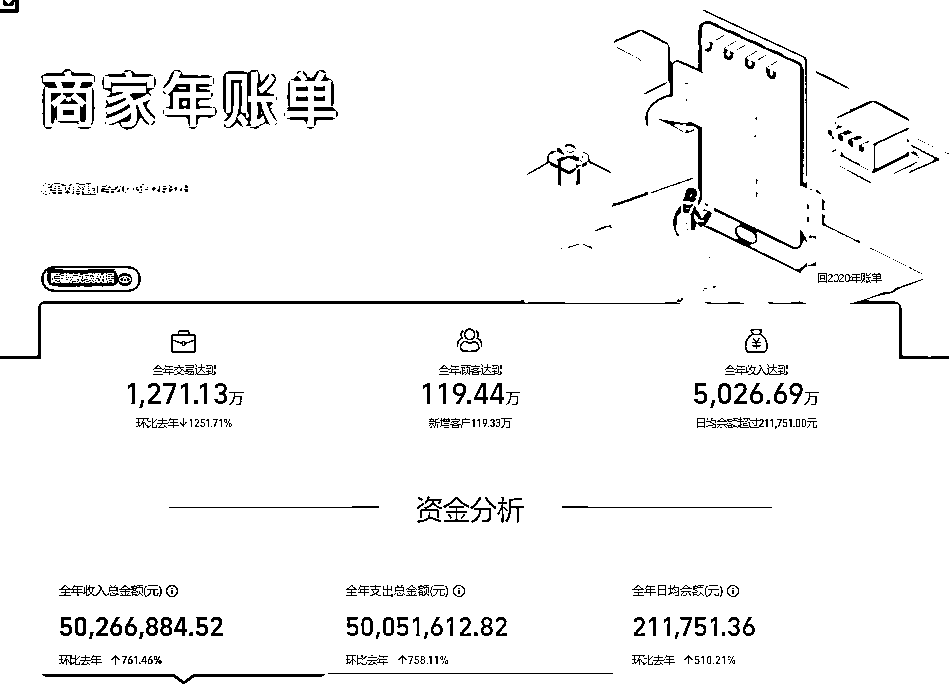 商家年账单
隐藏敏感数据
回2020年账单
全年交易达到
1,271.13万
环比去年↓1251.71%
全年顾客达到
119.44万
新增客户119.33万
全年收入达到
5,026.69万
日均余额超过211,751.00元
资金分析
全年收入总金额(元)
50,266,884.52
环比去年 ↑761.46%
全年支出总金额(元)
50,051,612.82
环比去年 ↑758.11%
全年日均余额(元)
211,751.36
环比去年 ↑510.21%